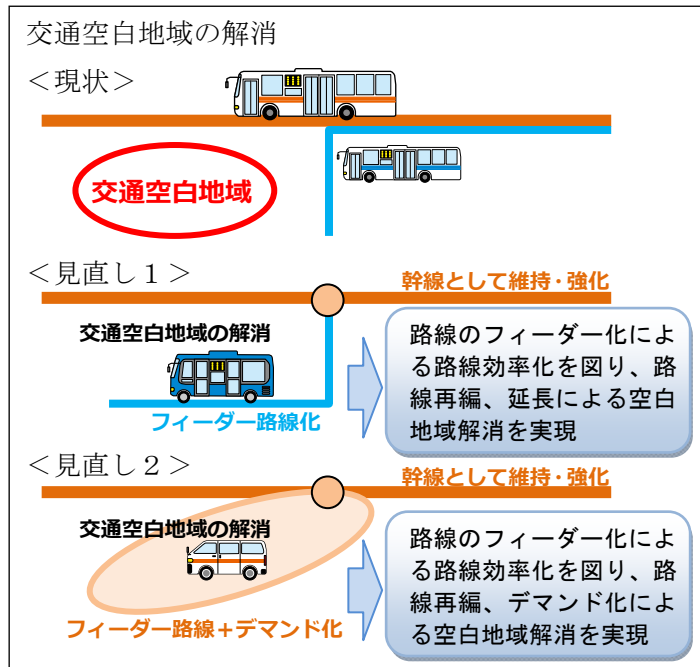 交通空白地域の解消
＜現状＞
交通空白地域
＜見直し１＞
幹線として維持・強化
交通空白地域の解消
フィーダー路線化
路線のフィーダー化によ
る路線効率化を図り、路
線再編、延長による空白
地域解消を実現
＜見直し２＞
幹線として維持・強化
交通空白地域の解消
フィーダー路線＋デマンド化
路線のフィーダー化によ
る路線効率化を図り、路
線再編、デマンド化によ
る空白地域解消を実現